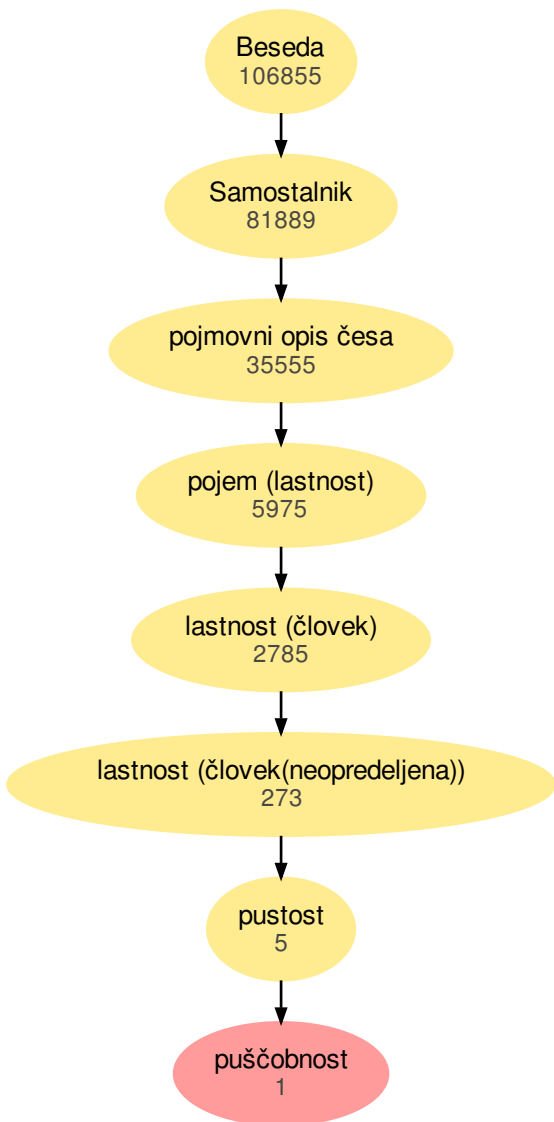 Beseda
106855
Samostalnik
81889
pojmovni opis česa
35555
pojem (lastnost)
5975
lastnost (človek)
2785
lastnost (človek(neopredeljena))
273
pustost
5
puščobnost
1